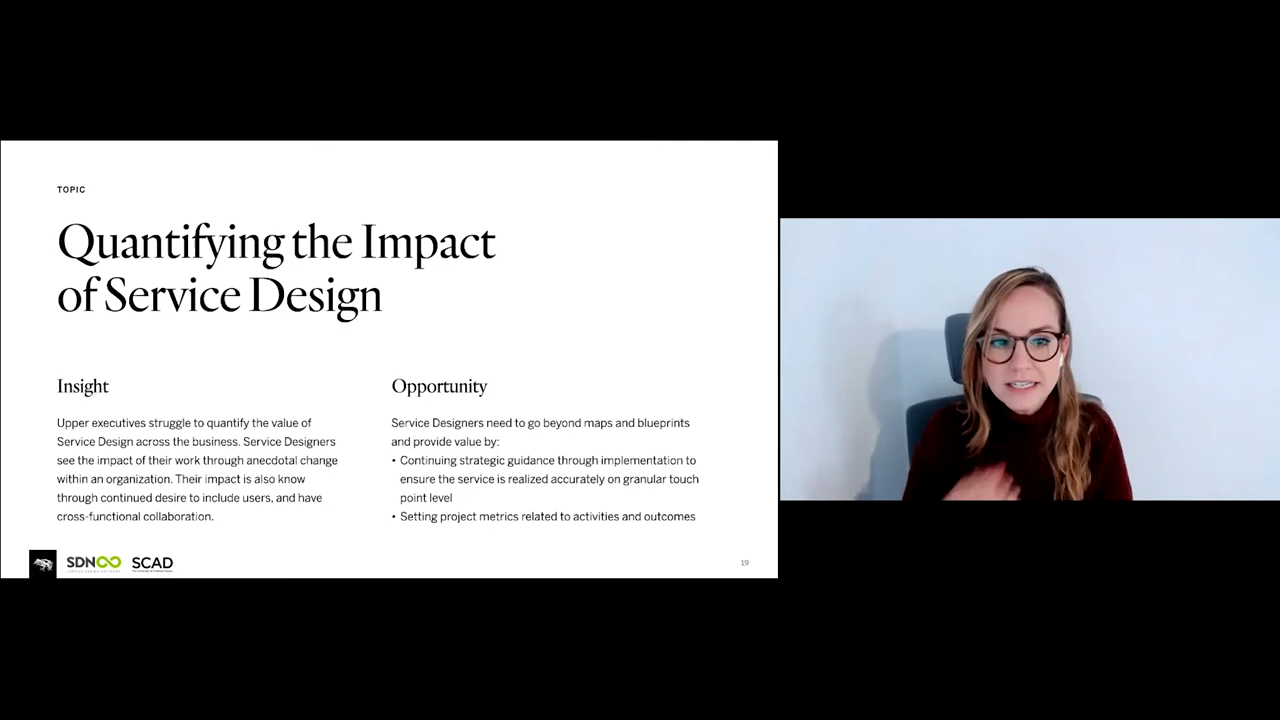 TOPIC
Quantifying the Impact
of Service Design
Insight
Upper executives struggle to quantify the value of
Service Design across the business. Service Designers
see the impact of their work through anecdotal change
within an organization. Their impact is also know
through continued desire to include users, and have
cross-functional collaboration.
Opportunity
Service Designers need to go beyond maps and blueprints
and provide value by:
• Continuing strategic guidance through implementation to
ensure the service is realized accurately on granular touch
point level
• Setting project metrics related to activities and outcomes
SDN
SCAD
19